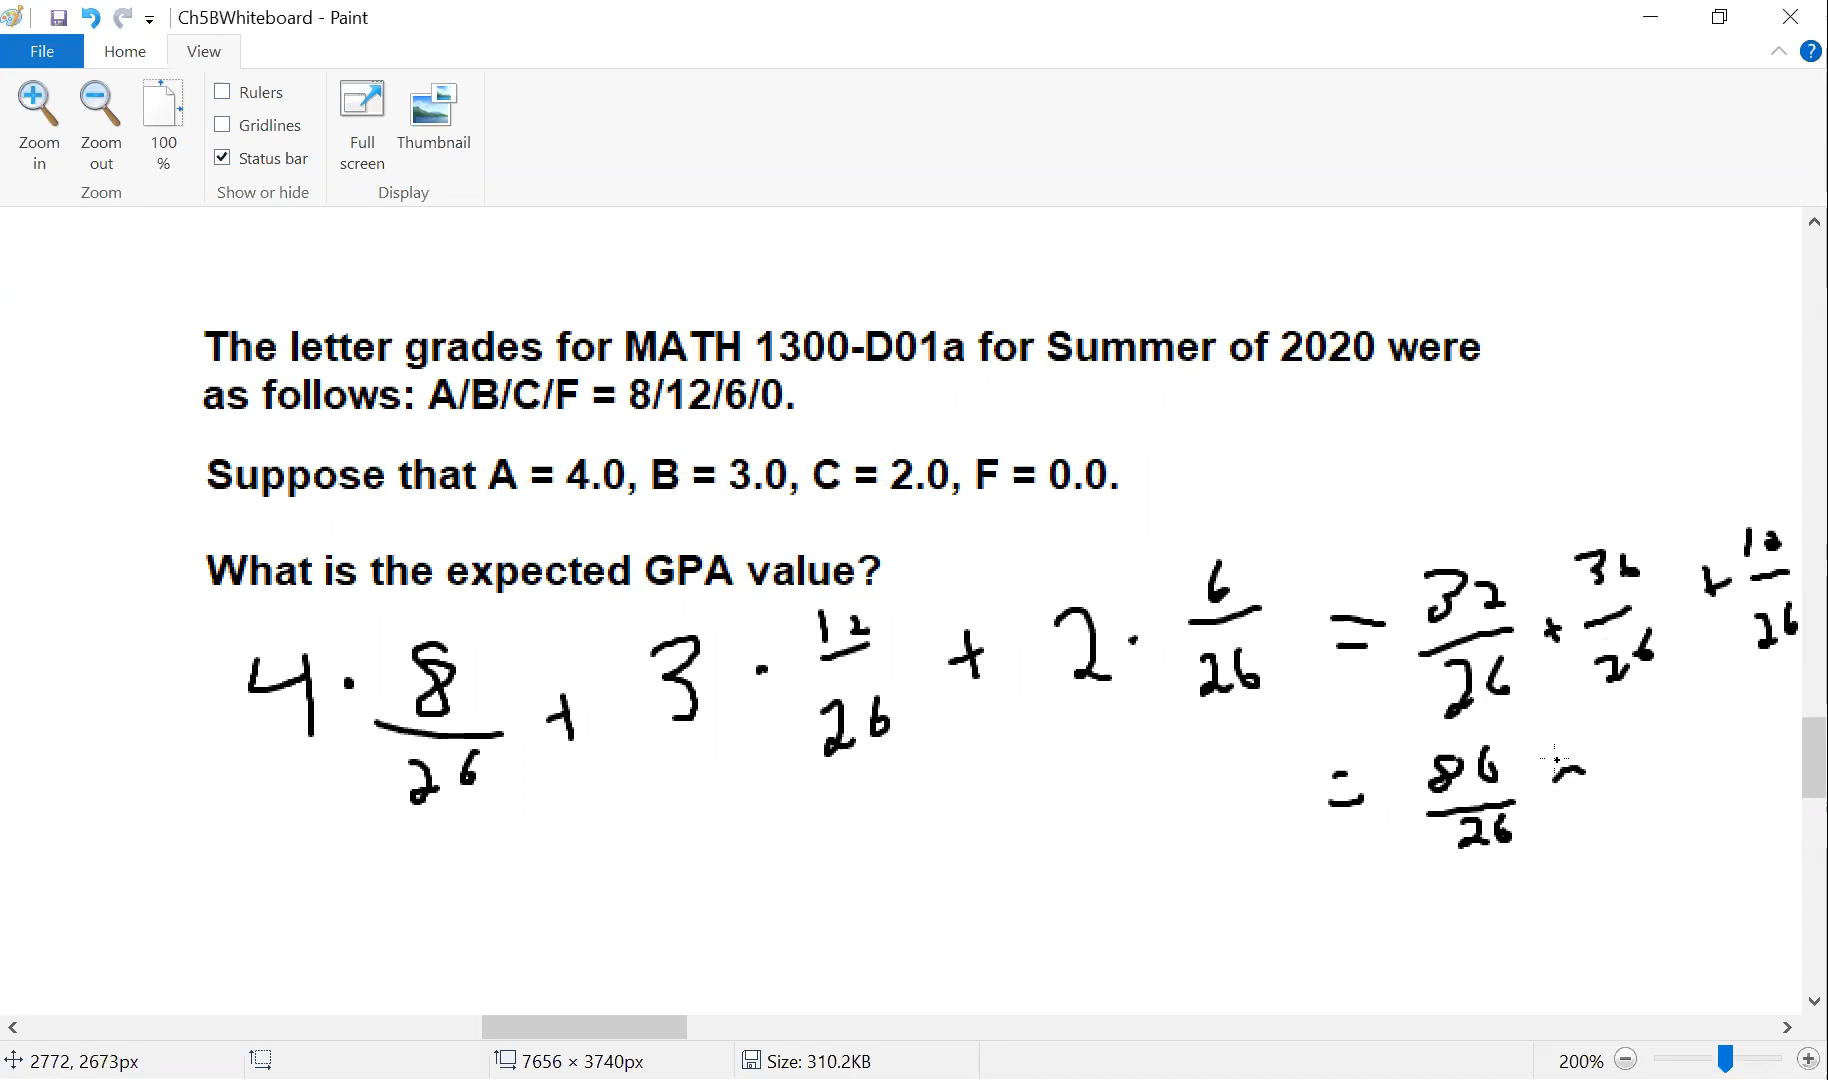 Ch5BWhiteboard - Paint
File Home View
Zoom in
Zoom out
100 %
Rulers
Gridlines
Status bar
Full screen
Thumbnail
Zoom
Show or hide
Display
The letter grades for MATH 1300-D01a for Summer of 2020 were
as follows: A/B/C/F = 8/12/6/0.
Suppose that A = 4.0, B = 3.0, C = 2.0, F = 0.0.
What is the expected GPA value?
4 · 8/26 + 3 · 12/26 + 2 · 6/26 = 32/26 + 36/26 + 12/26
= 86/26 ~
2772, 2673px
7656 × 3740px
Size: 310.2KB
200%